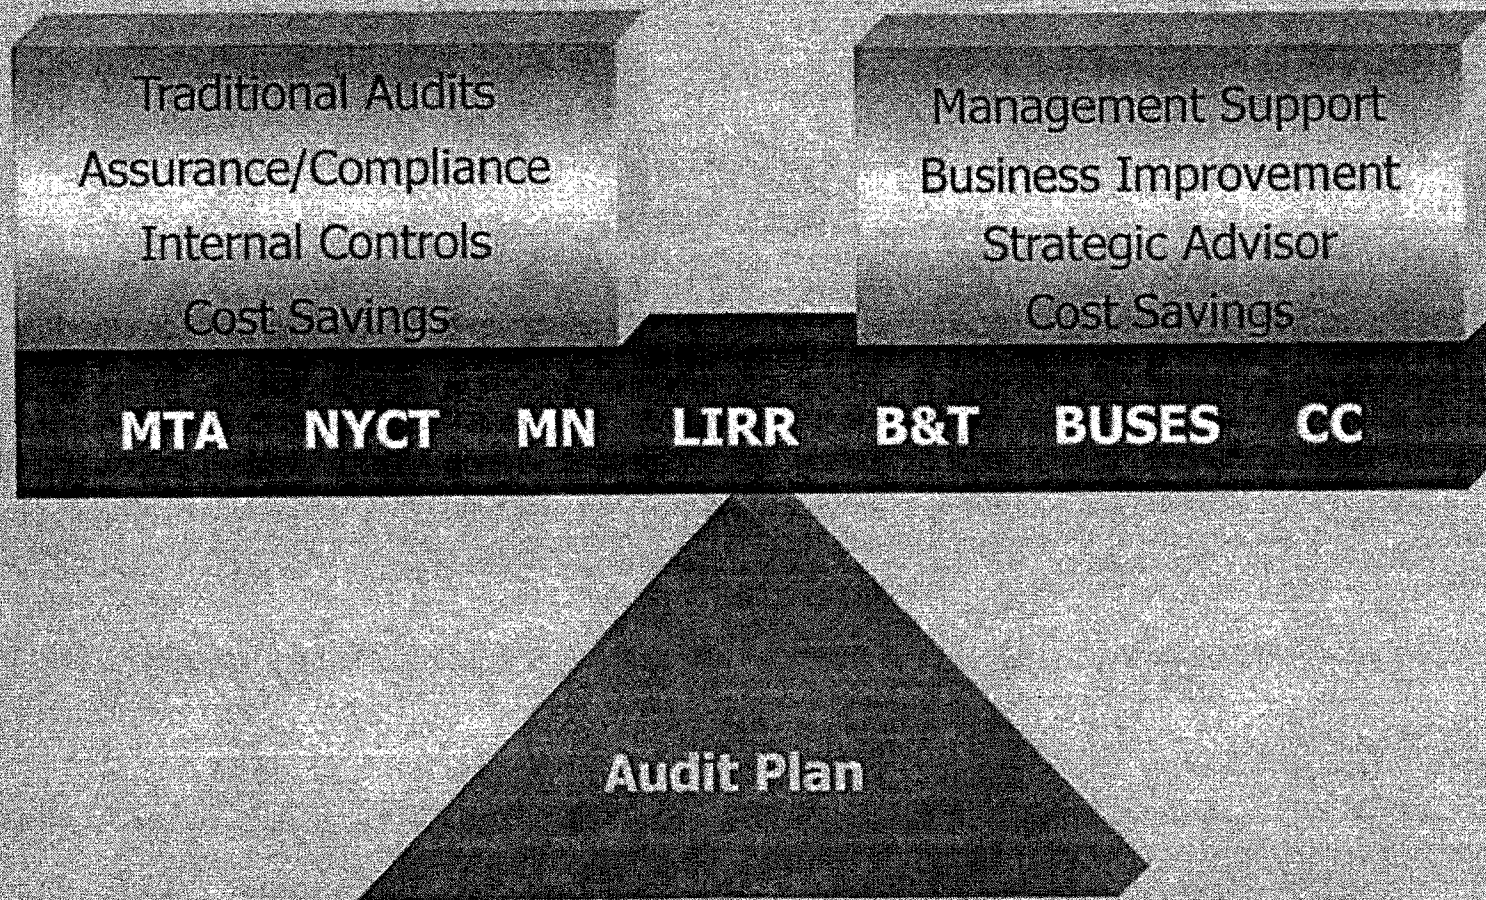 Traditional Audits
Assurance/Compliance
Internal Controls
Cost Savings
Management Support
Business Improvement
Strategic Advisor
Cost Savings
MTA NYCT MN LIRR B&T BUSES CC
Audit Plan